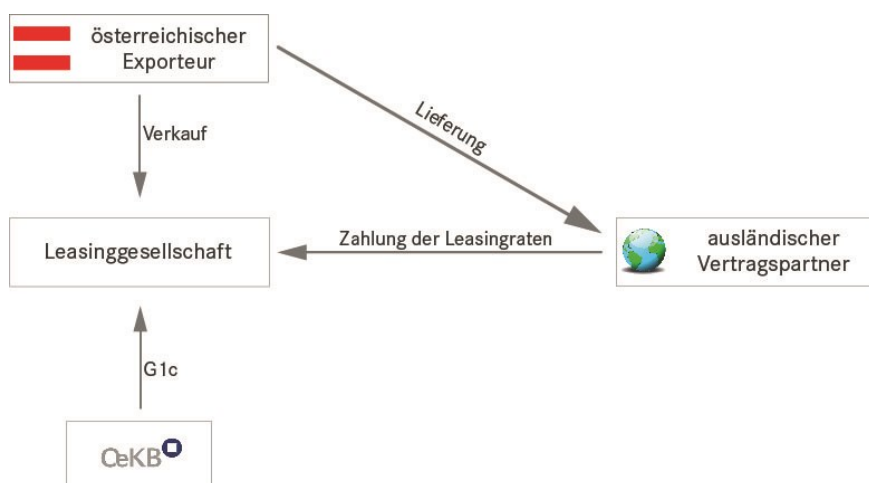 österreichischer
Exporteur
Verkauf
Lieferung
Leasinggesellschaft
Zahlung der Leasingraten
ausländischer
Vertragspartner
G1c
OeKB